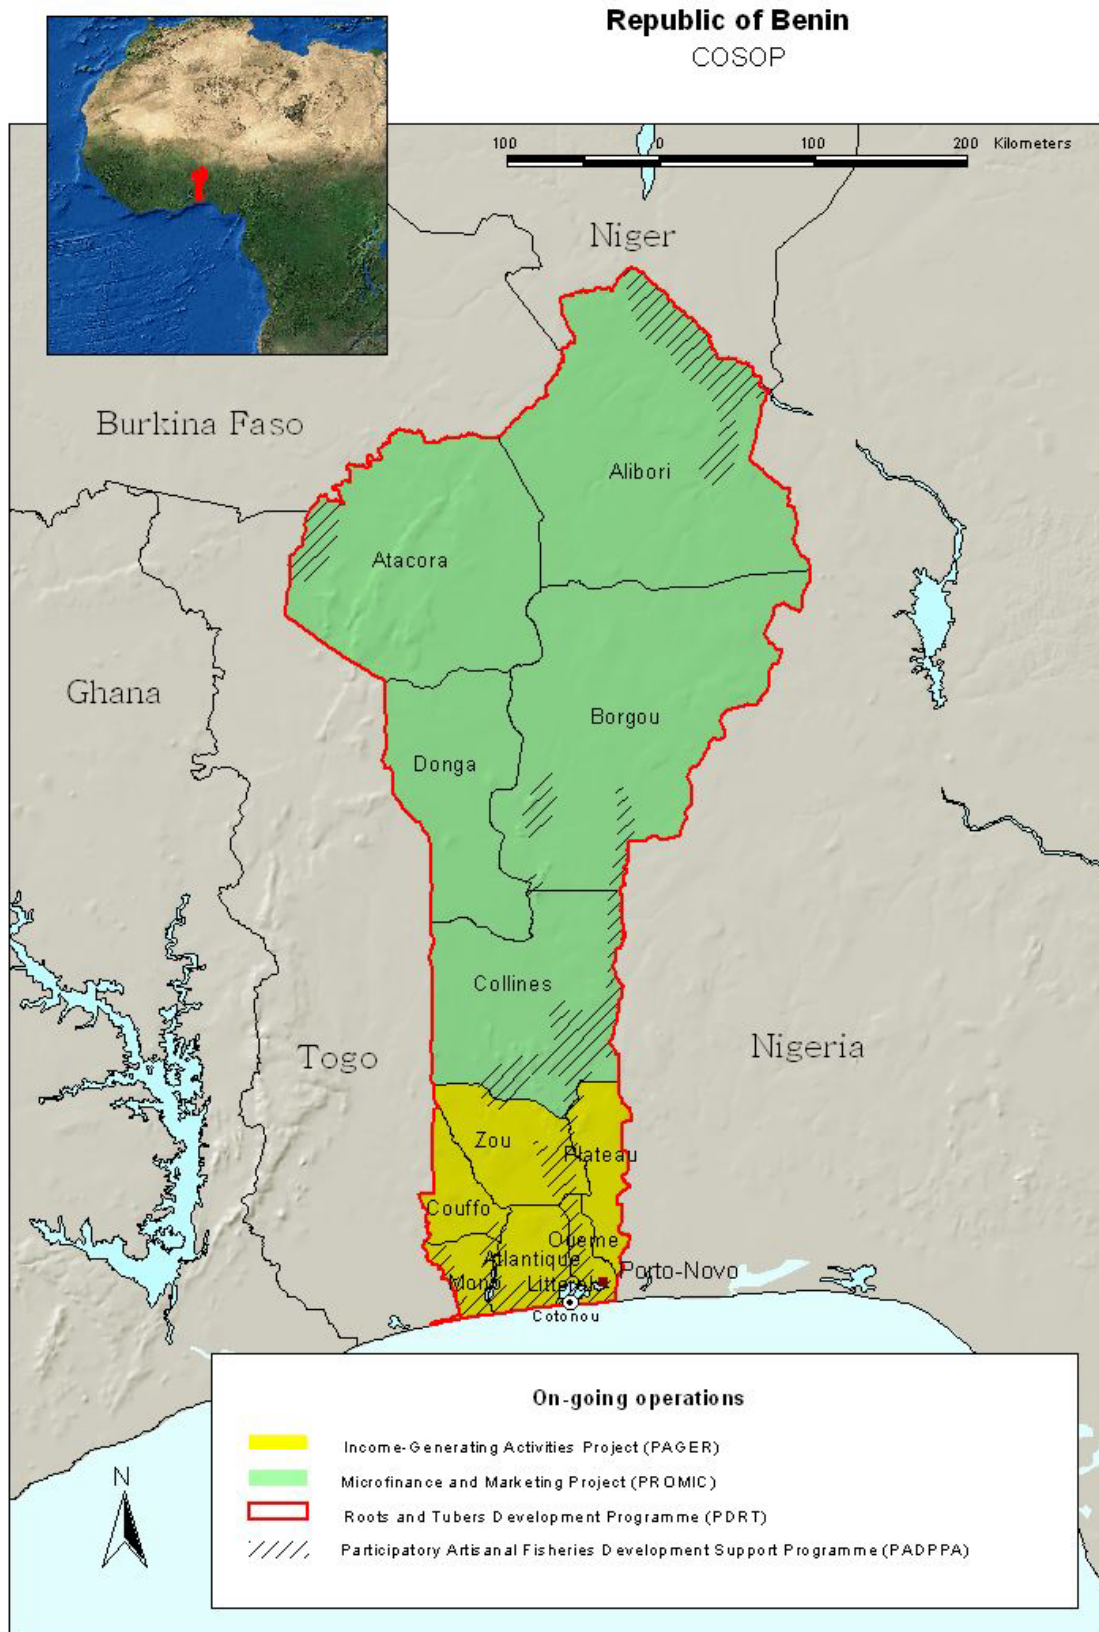 Republic of Benin
COSOP
100 0 100 200 Kilometers
Niger
Burkina Faso
Alibori
Atacora
Ghana
Borgou
Donga
Collines
Togo
Nigeria
Zou
Plateau
Couffo
Oueme
Atlantique
Mono
Littoral
Porto-Novo
Cotonou
On-going operations
Income-Generating Activities Project (PAGER)
N
Microfinance and Marketing Project (PROMIC)
Roots and Tubers Development Programme (PDRT)
Participatory Artisanal Fisheries Development Support Programme (PADPPA)